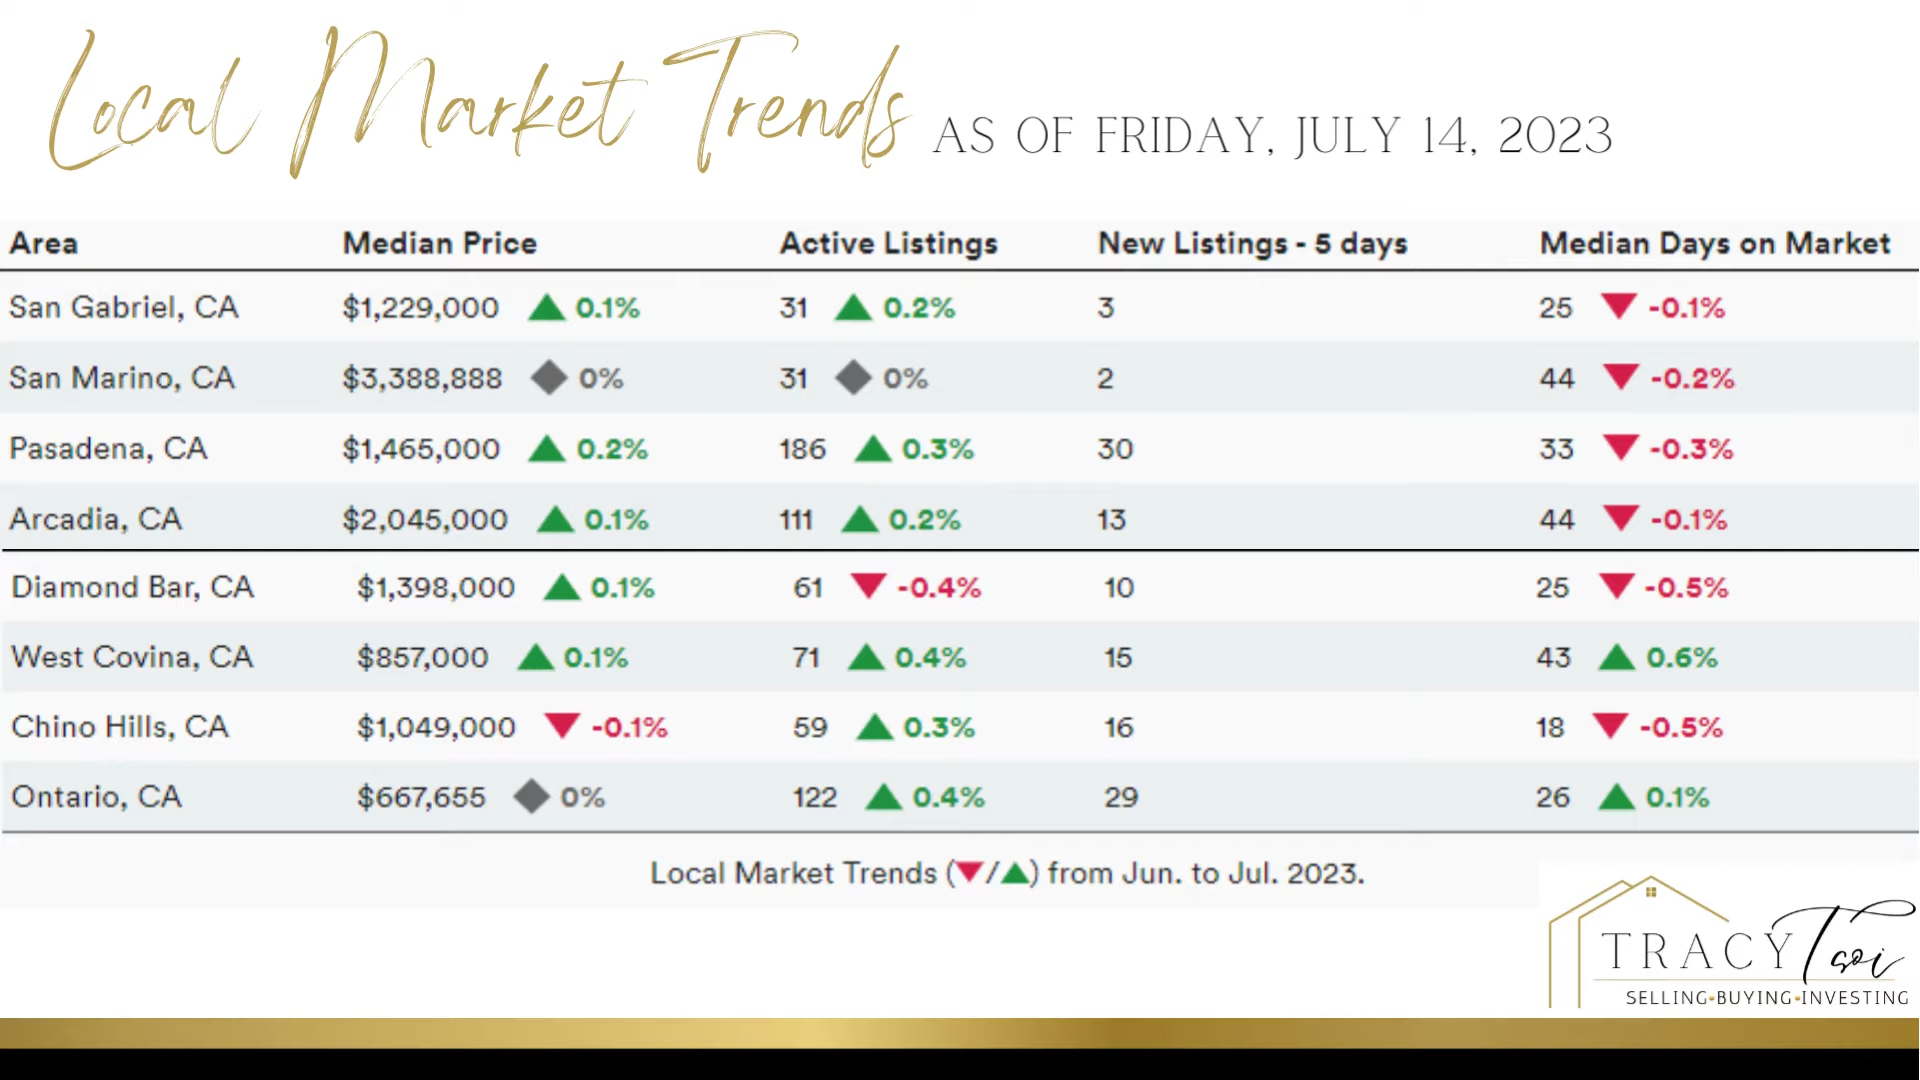 Local Market Trends AS OF FRIDAY, JULY 14, 2023
Area Median Price Active Listings New Listings - 5 days Median Days on Market
San Gabriel, CA $1,229,000 ▲ 0.1% 31 ▲ 0.2% 3 25 ▼ -0.1%
San Marino, CA $3,388,888 ◆ 0% 31 ◆ 0% 2 44 ▼ -0.2%
Pasadena, CA $1,465,000 ▲ 0.2% 186 ▲ 0.3% 30 33 ▼ -0.3%
Arcadia, CA $2,045,000 ▲ 0.1% 111 ▲ 0.2% 13 44 ▼ -0.1%
Diamond Bar, CA $1,398,000 ▲ 0.1% 61 ▼ -0.4% 10 25 ▼ -0.5%
West Covina, CA $857,000 ▲ 0.1% 71 ▲ 0.4% 15 43 ▲ 0.6%
Chino Hills, CA $1,049,000 ▼ -0.1% 59 ▲ 0.3% 16 18 ▼ -0.5%
Ontario, CA $667,655 ◆ 0% 122 ▲ 0.4% 29 26 ▲ 0.1%
Local Market Trends (▼/▲) from Jun. to Jul. 2023.
TRACY Tsoi
SELLING•BUYING•INVESTING